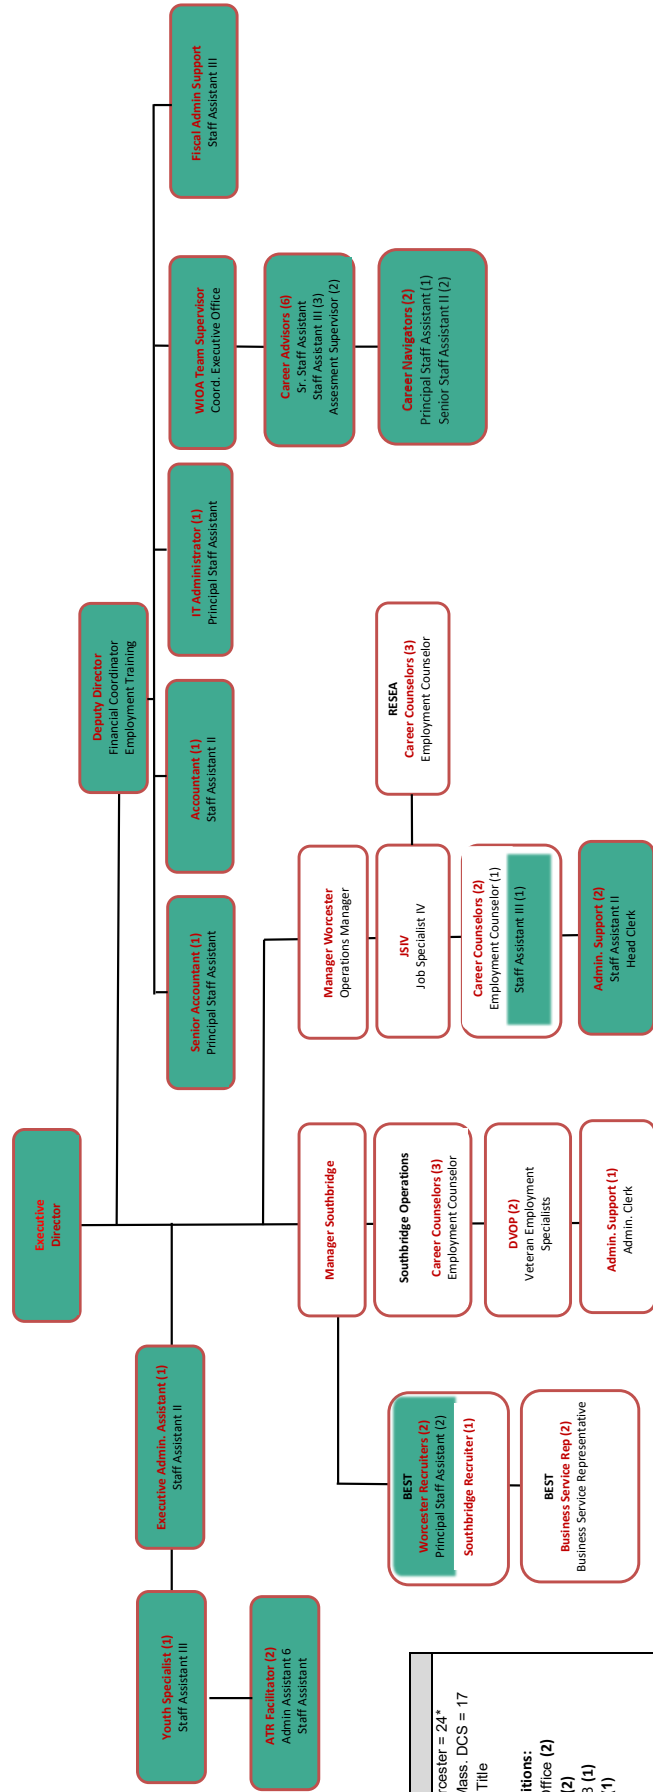 Executive
Director
Deputy Director
Financial Coordinator
Employment Training
Executive Admin. Assistant (1)
Staff Assistant II
Youth Specialist (1)
Staff Assistant III
ATR Facilitator (2)
Admin Assistant 6
Staff Assistant
Senior Accountant (1)
Principal Staff Assistant
Accountant (1)
Staff Assistant II
IT Administrator (1)
Principal Staff Assistant
WIOA Team Supervisor
Coord. Executive Office
Fiscal Admin Support
Staff Assistant III
Career Advisors (6)
Sr. Staff Assistant
Staff Assistant III (3)
Assesment Supervisor (2)
Career Navigators (2)
Principal Staff Assistant (1)
Senior Staff Assistant II (2)
Manager Southbridge
Southbridge Operations
Career Counselors (3)
Employment Counselor
DVOP (2)
Veteran Employment
Specialists
Admin. Support (1)
Admin. Clerk
BEST
Worcester Recruiters (2)
Principal Staff Assistant (2)
Southbridge Recruiter (1)
BEST
Business Service Rep (2)
Business Service Representative
Manager Worcester
Operations Manager
JSIV
Job Specialist IV
RESEA
Career Counselors (3)
Employment Counselor
Career Counselors (2)
Employment Counselor (1)
Staff Assistant III (1)
Admin. Support (2)
Staff Assistant II
Head Clerk
rcester = 24*
Mass. DCS = 17
Title
itions:
Office (2)
(2)
(1)